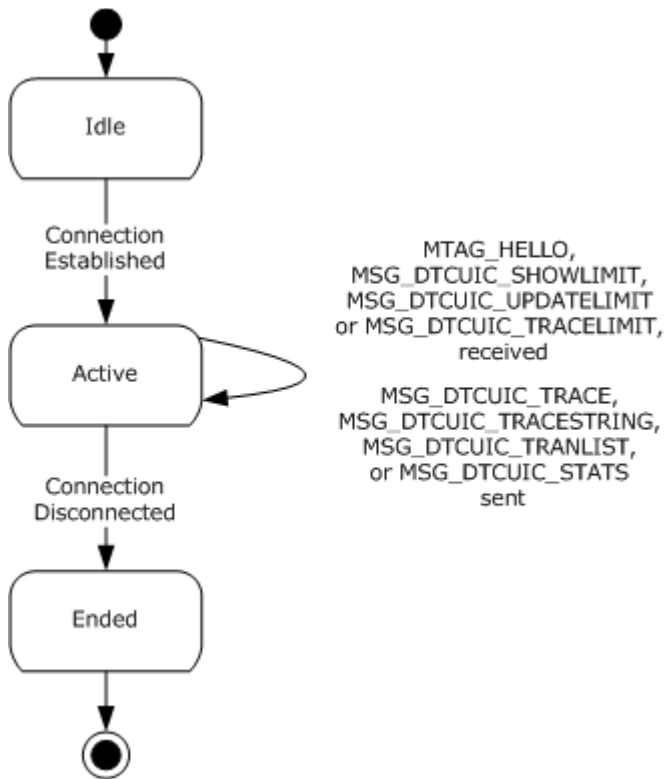 Idle
Connection
Established
MTAG_HELLO,
MSG_DTCUIC_SHOWLIMIT,
MSG_DTCUIC_UPDATELIMIT
or MSG_DTCUIC_TRACELIMIT,
received
Active
MSG_DTCUIC_TRACE,
MSG_DTCUIC_TRACESTRING,
MSG_DTCUIC_TRANLIST,
or MSG_DTCUIC_STATS
sent
Connection
Disconnected
Ended